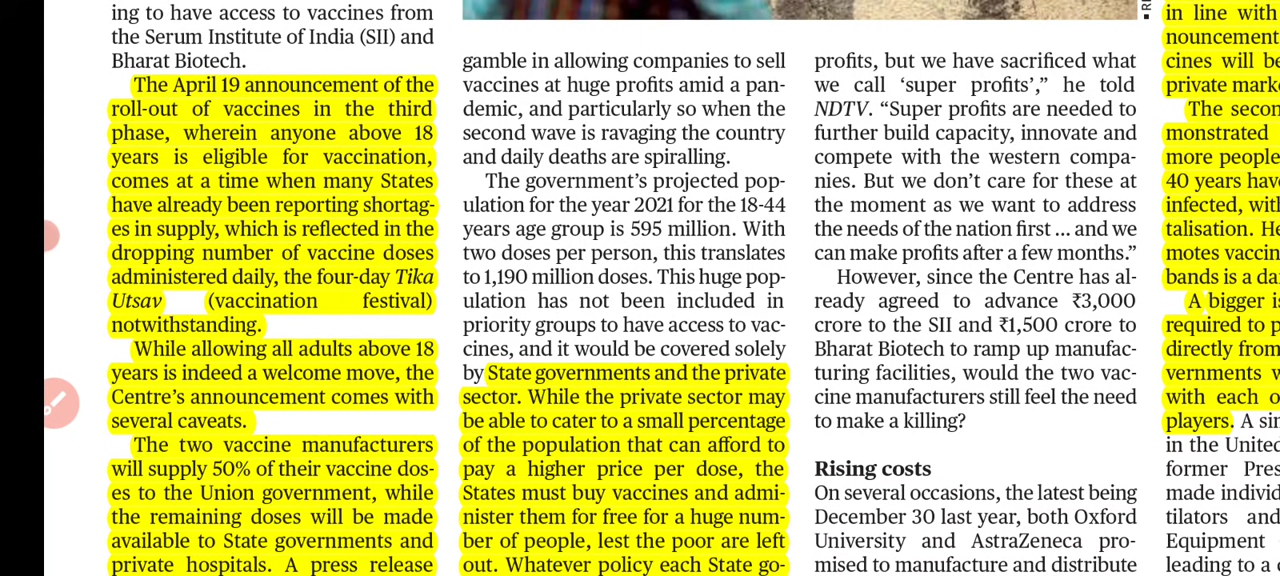 ing to have access to vaccines from
the Serum Institute of India (SII) and
Bharat Biotech.
The April 19 announcement of the
roll-out of vaccines in the third
phase, wherein anyone above 18
years is eligible for vaccination,
comes at a time when many States
have already been reporting shortag-
es in supply, which is reflected in the
dropping number of vaccine doses
administered daily, the four-day Tika
Utsav (vaccination festival)
notwithstanding.
While allowing all adults above 18
years is indeed a welcome move, the
Centre’s announcement comes with
several caveats.
The two vaccine manufacturers
will supply 50% of their vaccine dos-
es to the Union government, while
the remaining doses will be made
available to State governments and
private hospitals. A press release
gamble in allowing companies to sell
vaccines at huge profits amid a pan-
demic, and particularly so when the
second wave is ravaging the country
and daily deaths are spiralling.
The government’s projected pop-
ulation for the year 2021 for the 18-44
years age group is 595 million. With
two doses per person, this translates
to 1,190 million doses. This huge pop-
ulation has not been included in
priority groups to have access to vac-
cines, and it would be covered solely
by State governments and the private
sector. While the private sector may
be able to cater to a small percentage
of the population that can afford to
pay a higher price per dose, the
States must buy vaccines and admi-
nister them for free for a huge num-
ber of people, lest the poor are left
out. Whatever policy each State go-
profits, but we have sacrificed what
we call ‘super profits’,” he told
NDTV. “Super profits are needed to
further build capacity, innovate and
compete with the western compa-
nies. But we don’t care for these at
the moment as we want to address
the needs of the nation first ... and we
can make profits after a few months.”
However, since the Centre has al-
ready agreed to advance ₹3,000
crore to the SII and ₹1,500 crore to
Bharat Biotech to ramp up manufac-
turing facilities, would the two vac-
cine manufacturers still feel the need
to make a killing?
Rising costs
On several occasions, the latest being
December 30 last year, both Oxford
University and AstraZeneca pro-
mised to manufacture and distribute
in line with
nouncement
cines will be
private mark
The secon
monstrated
more people
40 years have
infected, wit
talisation. He
motes vaccin
bands is a da
A bigger is
required to p
directly from
vernments w
with each o
players. A sin
in the United
former Pres
made individ
tilators and
Equipment
leading to a